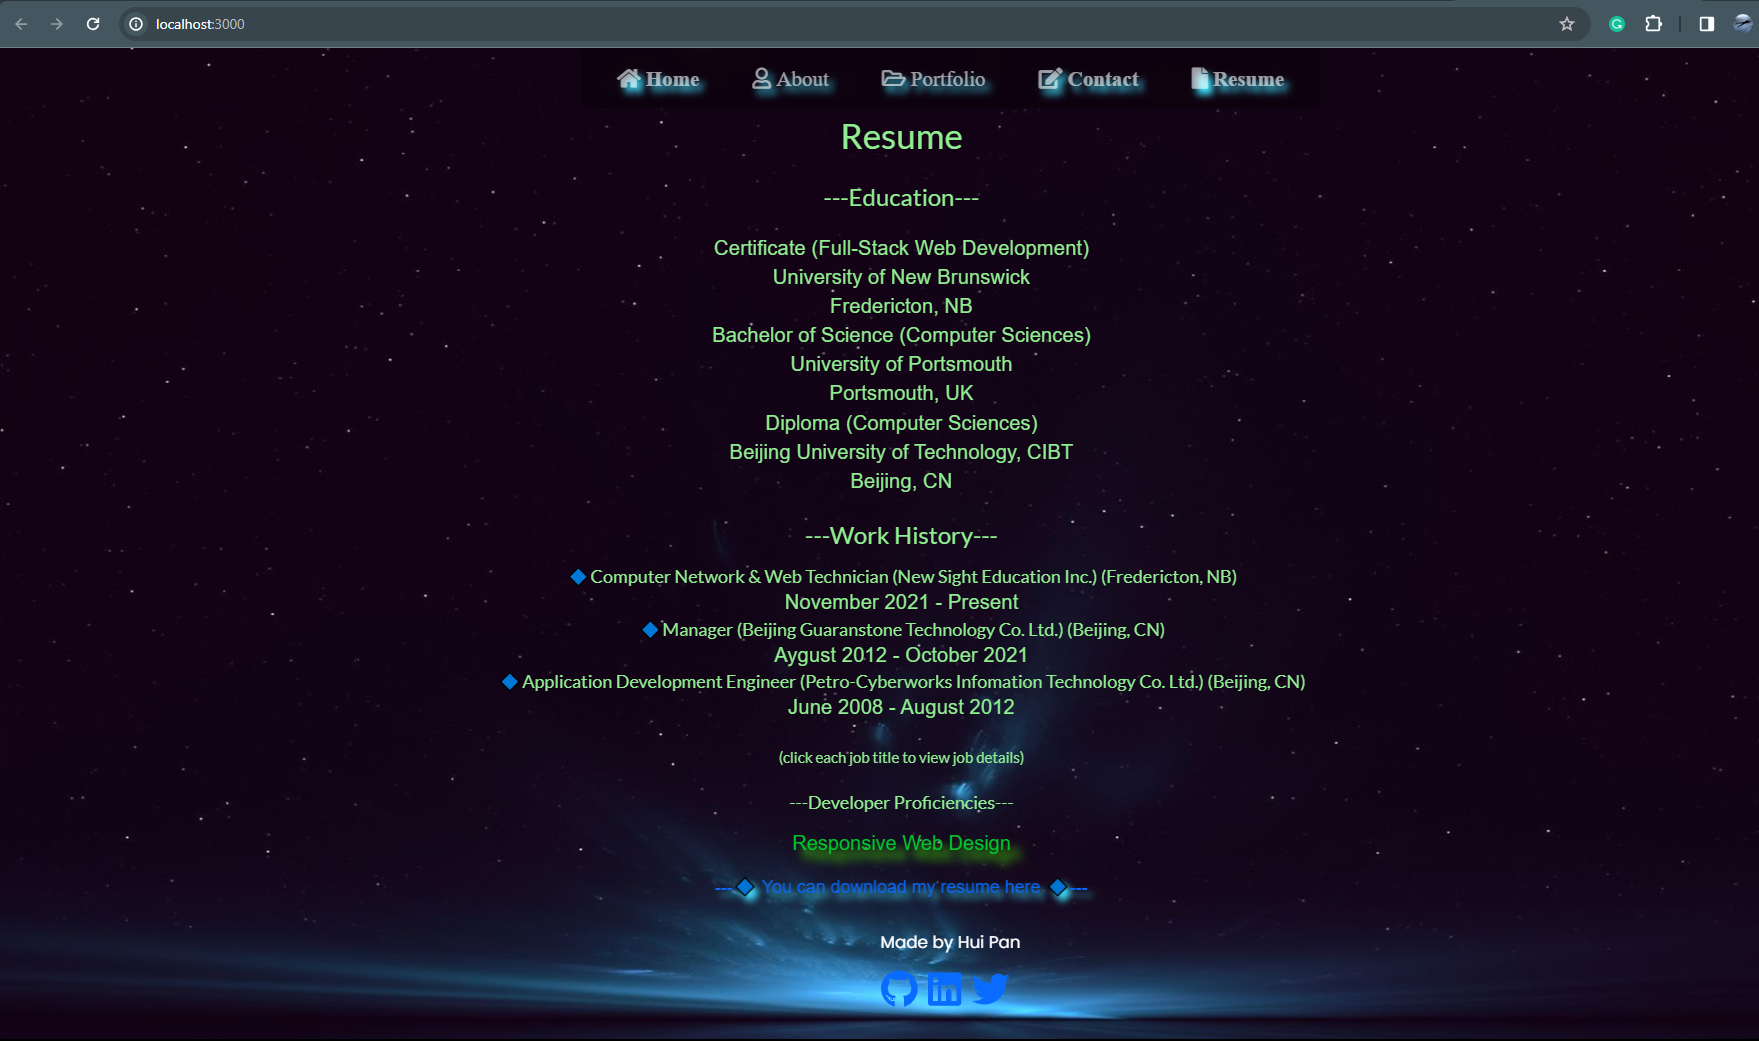 localhost:3000
Home About Portfolio Contact Resume
Resume
---Education---
Certificate (Full-Stack Web Development)
University of New Brunswick
Fredericton, NB
Bachelor of Science (Computer Sciences)
University of Portsmouth
Portsmouth, UK
Diploma (Computer Sciences)
Beijing University of Technology, CIBT
Beijing, CN
---Work History---
🔷 Computer Network & Web Technician (New Sight Education Inc.) (Fredericton, NB)
November 2021 - Present
🔷 Manager (Beijing Guaranstone Technology Co. Ltd.) (Beijing, CN)
Aygust 2012 - October 2021
🔷 Application Development Engineer (Petro-Cyberworks Infomation Technology Co. Ltd.) (Beijing, CN)
June 2008 - August 2012
(click each job title to view job details)
---Developer Proficiencies---
Responsive Web Design
---🔷 You can download my resume here 🔷---
Made by Hui Pan